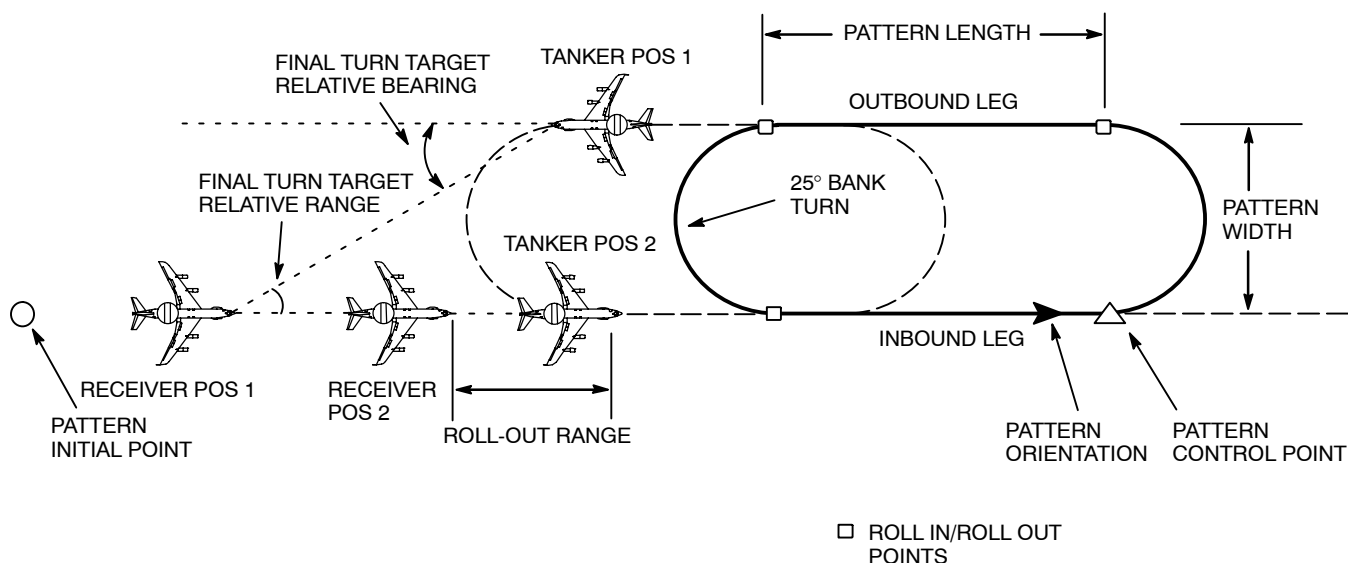 PATTERN LENGTH
FINAL TURN TARGET
RELATIVE BEARING
TANKER POS 1
OUTBOUND LEG
FINAL TURN TARGET
RELATIVE RANGE
25° BANK
TURN
PATTERN
WIDTH
TANKER POS 2
INBOUND LEG
RECEIVER POS 1
RECEIVER
POS 2
PATTERN
INITIAL POINT
ROLL-OUT RANGE
PATTERN
ORIENTATION
PATTERN
CONTROL POINT
ROLL IN/ROLL OUT
POINTS